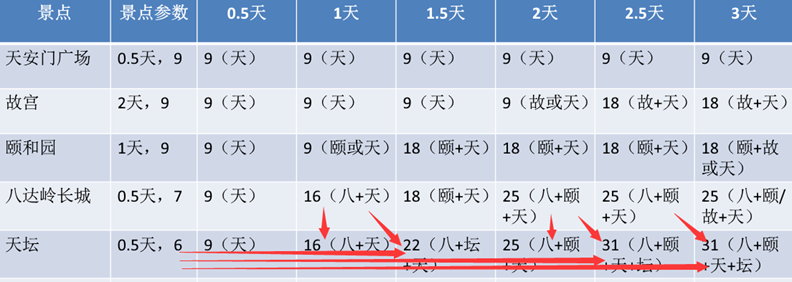 景点 景点参数 0.5天 1天 1.5天 2天 2.5天 3天
天安门广场 0.5天，9 9（天） 9（天） 9（天） 9（天） 9（天） 9（天）
故宫 2天，9 9（天） 9（天） 9（天） 9（故或天） 18（故+天） 18（故+天）
颐和园 1天，9 9（天） 9（颐或天） 18（颐+天） 18（颐+天） 18（颐+天） 18（颐+故
或天）
八达岭长城 0.5天，7 9（天） 16（八+天） 18（颐+天） 25（八+颐 25（八+颐 25（八+颐/
+天） +天） 故+天）
天坛 0.5天，6 9（天） 16（八+天） 22（八+坛 25（八+颐 31（八+颐 31（八+颐
+天） +天） +天+坛） +天+坛）